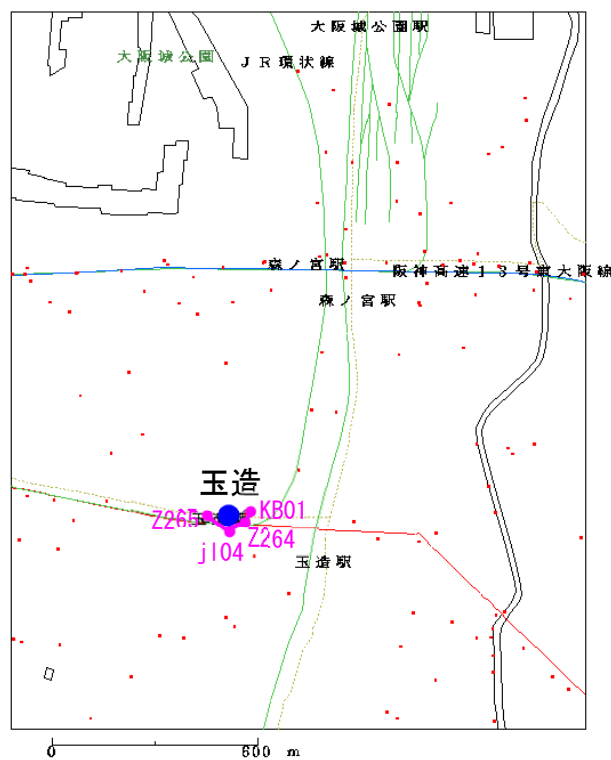 大阪城公園駅
大阪城公園
ＪＲ環状線
森ノ宮駅
阪神高速１３号東大阪線
森ノ宮駅
玉造
Z265
KB01
Z264
jl04
玉造駅
0 600 m